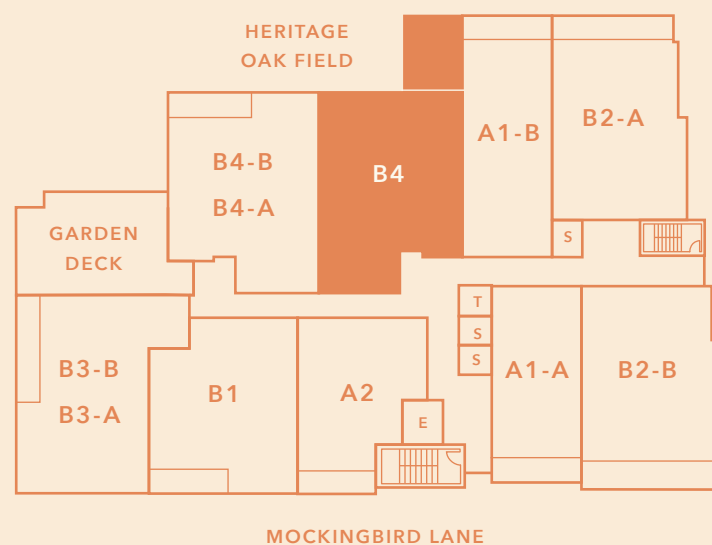 HERITAGE
OAK FIELD
A1-B
B2-A
B4-B
B4-A
B4
GARDEN
DECK
S
T
S
S
B3-B
B3-A
B1
A2
E
A1-A
B2-B
MOCKINGBIRD LANE